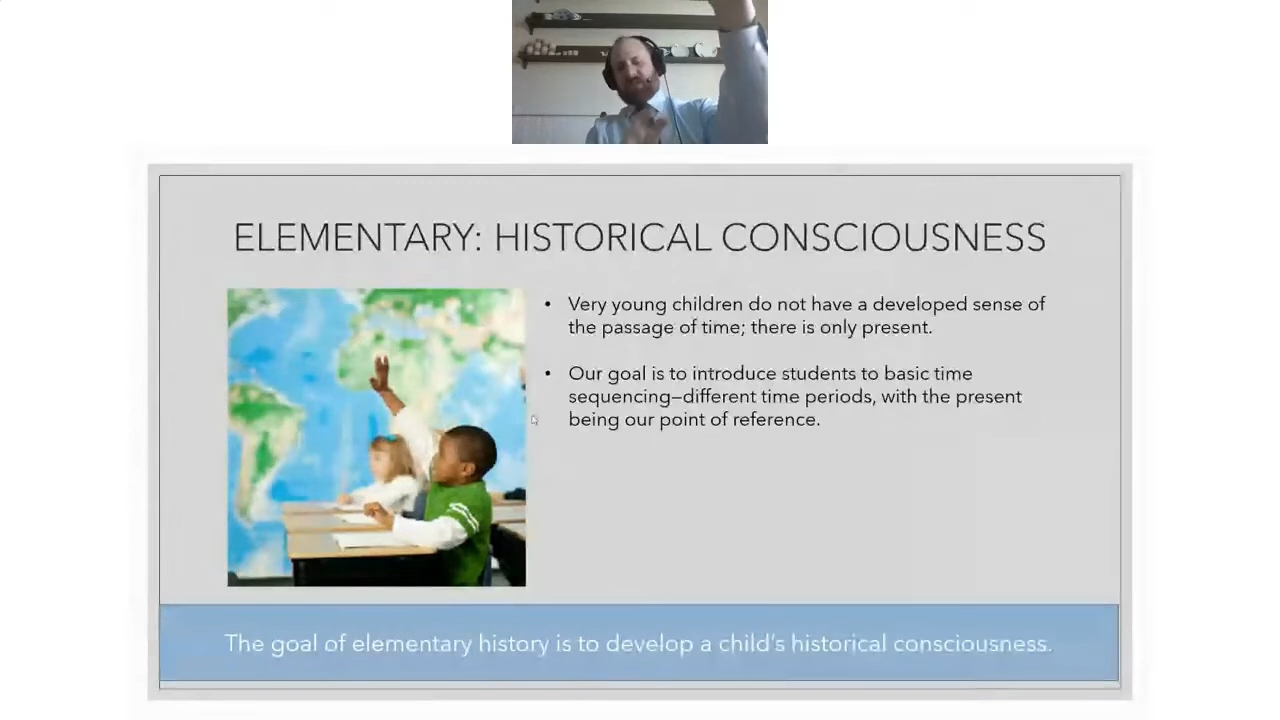 ELEMENTARY: HISTORICAL CONSCIOUSNESS
• Very young children do not have a developed sense of
the passage of time; there is only present.
• Our goal is to introduce students to basic time
sequencing—different time periods, with the present
being our point of reference.
The goal of elementary history is to develop a child's historical consciousness.